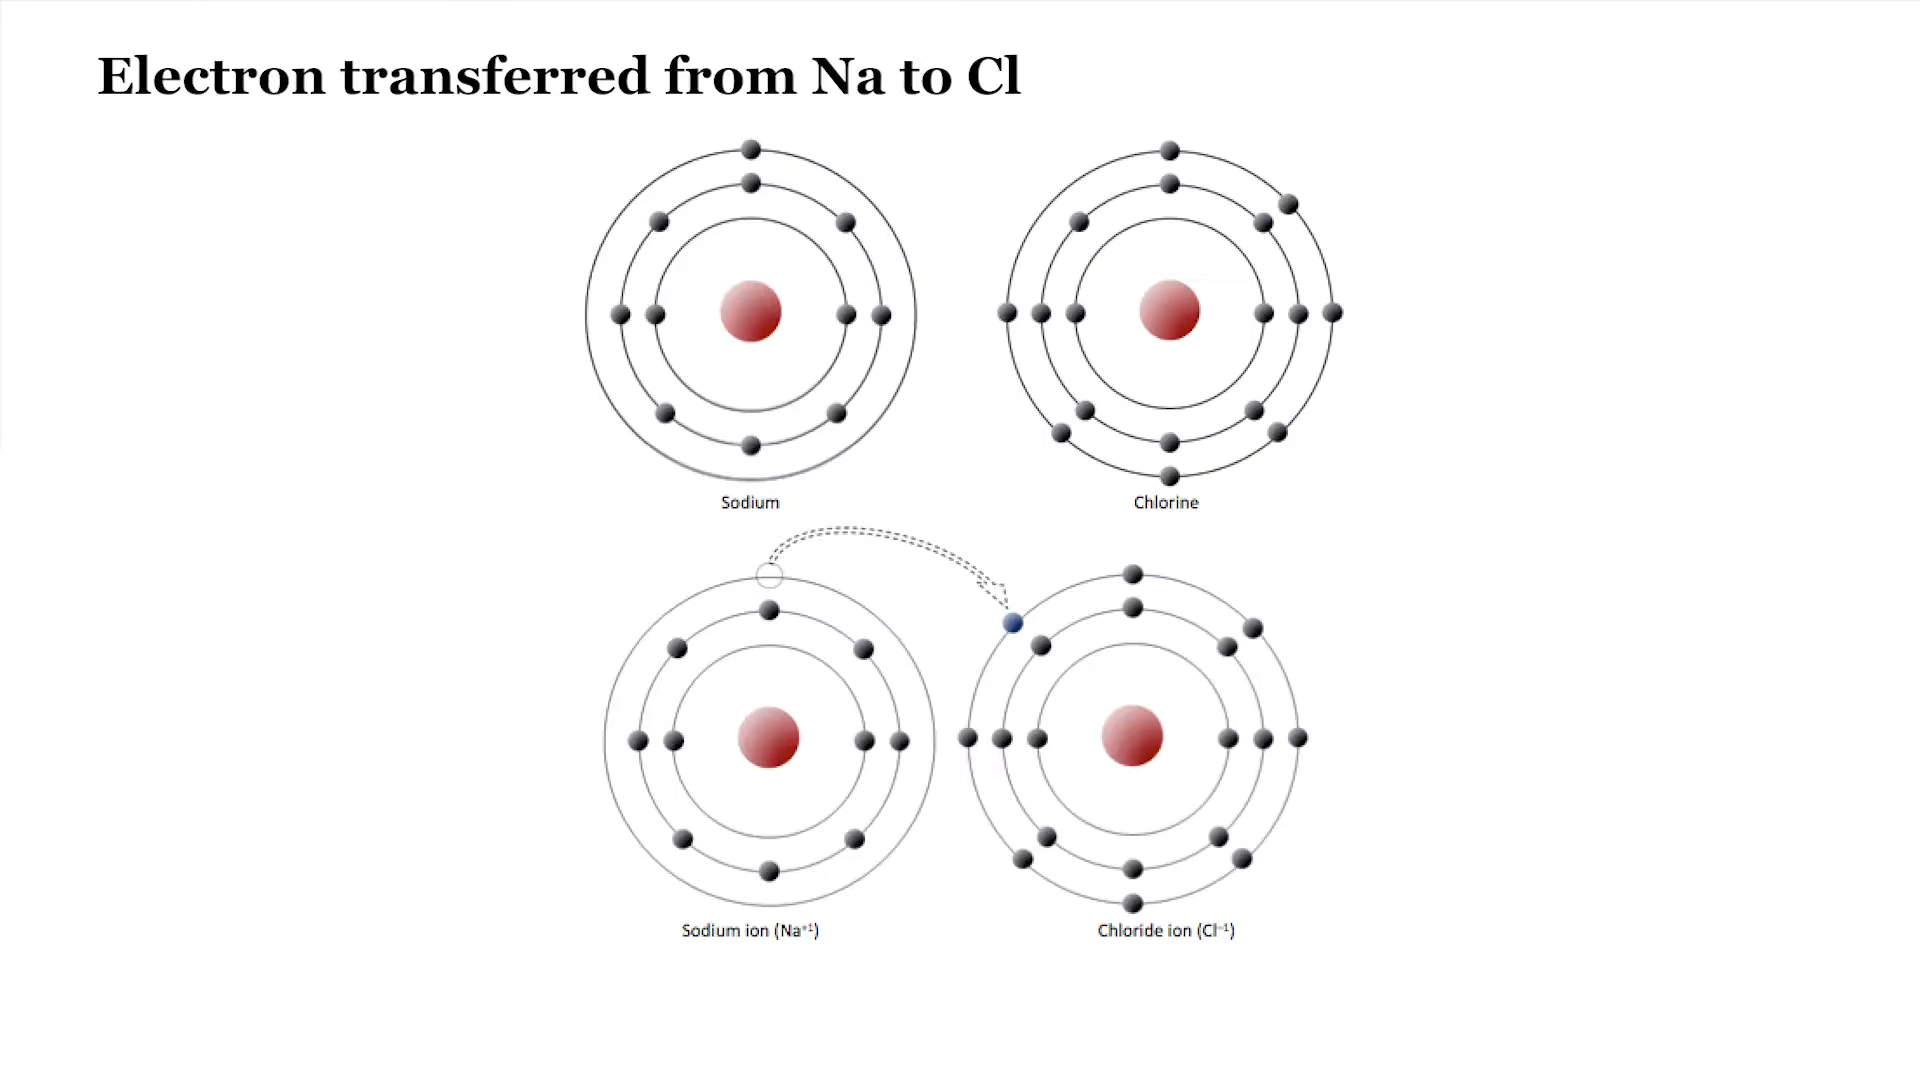 Electron transferred from Na to Cl
Sodium
Chlorine
Sodium ion (Na⁺¹)
Chloride ion (Cl⁻¹)